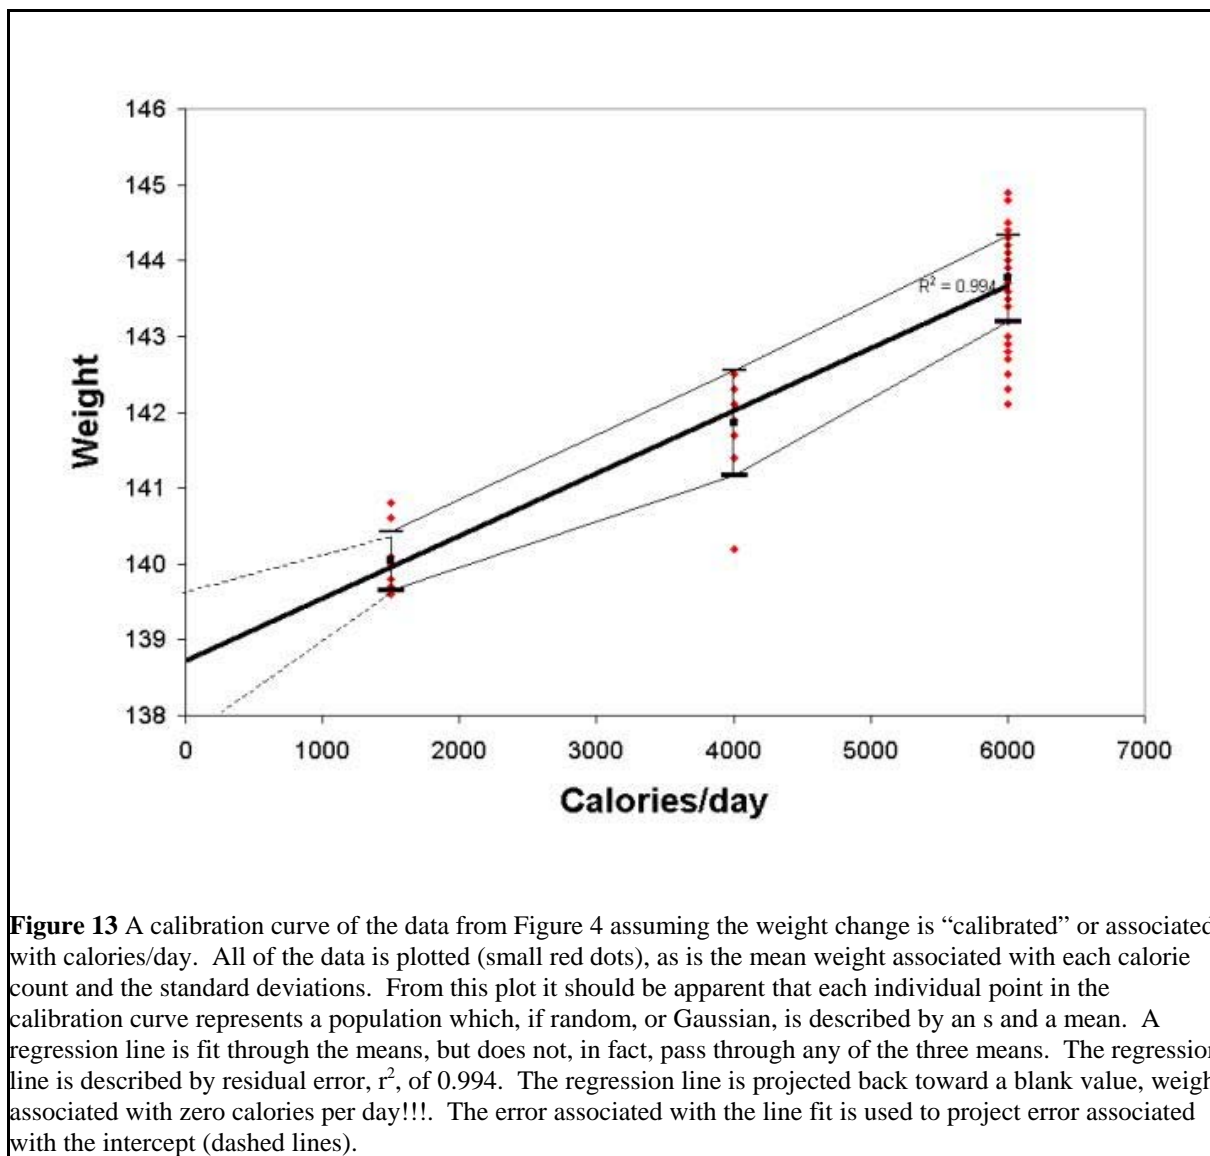 146
145
144
R² = 0.994
143
Weight
142
141
140
139
138
0 1000 2000 3000 4000 5000 6000 7000
Calories/day
Figure 13 A calibration curve of the data from Figure 4 assuming the weight change is “calibrated” or associated
with calories/day. All of the data is plotted (small red dots), as is the mean weight associated with each calorie
count and the standard deviations. From this plot it should be apparent that each individual point in the
calibration curve represents a population which, if random, or Gaussian, is described by an s and a mean. A
regression line is fit through the means, but does not, in fact, pass through any of the three means. The regression
line is described by residual error, r², of 0.994. The regression line is projected back toward a blank value, weigh
associated with zero calories per day!!!. The error associated with the line fit is used to project error associated
with the intercept (dashed lines).